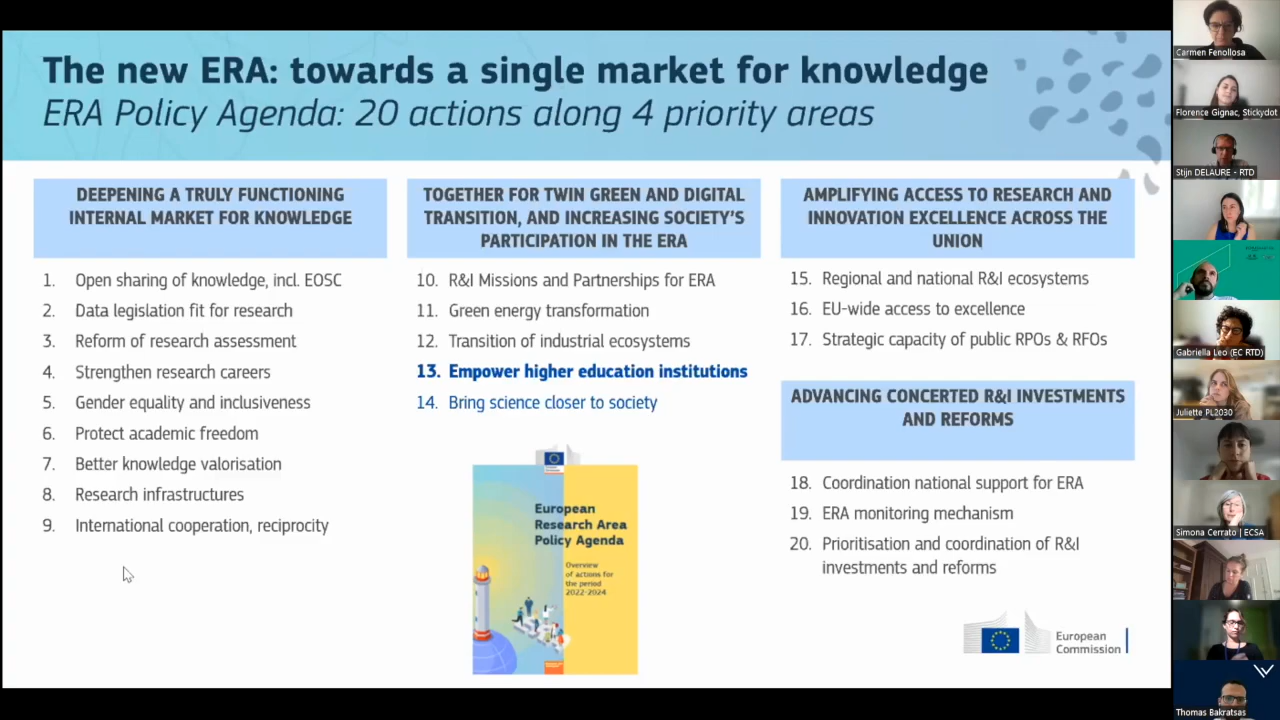 The new ERA: towards a single market for knowledge
ERA Policy Agenda: 20 actions along 4 priority areas
DEEPENING A TRULY FUNCTIONING
INTERNAL MARKET FOR KNOWLEDGE
1. Open sharing of knowledge, incl. EOSC
2. Data legislation fit for research
3. Reform of research assessment
4. Strengthen research careers
5. Gender equality and inclusiveness
6. Protect academic freedom
7. Better knowledge valorisation
8. Research infrastructures
9. International cooperation, reciprocity
TOGETHER FOR TWIN GREEN AND DIGITAL
TRANSITION, AND INCREASING SOCIETY'S
PARTICIPATION IN THE ERA
10. R&I Missions and Partnerships for ERA
11. Green energy transformation
12. Transition of industrial ecosystems
13. Empower higher education institutions
14. Bring science closer to society
European
Research Area
Policy Agenda
Overview
of actions for
the period
2022-2024
AMPLIFYING ACCESS TO RESEARCH AND
INNOVATION EXCELLENCE ACROSS THE
UNION
15. Regional and national R&I ecosystems
16. EU-wide access to excellence
17. Strategic capacity of public RPOs & RFOs
ADVANCING CONCERTED R&I INVESTMENTS
AND REFORMS
18. Coordination national support for ERA
19. ERA monitoring mechanism
20. Prioritisation and coordination of R&I
investments and reforms
European
Commission
Carmen Fenollosa
Florence Gignac, Stickydot
Stijn DELAURE - RTD
Gabriella Leo (EC RTD)
Juliette PL2030
Simona Cerrato | ECSA
Thomas Bakratsas